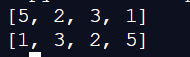 [5, 2, 3, 1]
[1, 3, 2, 5]